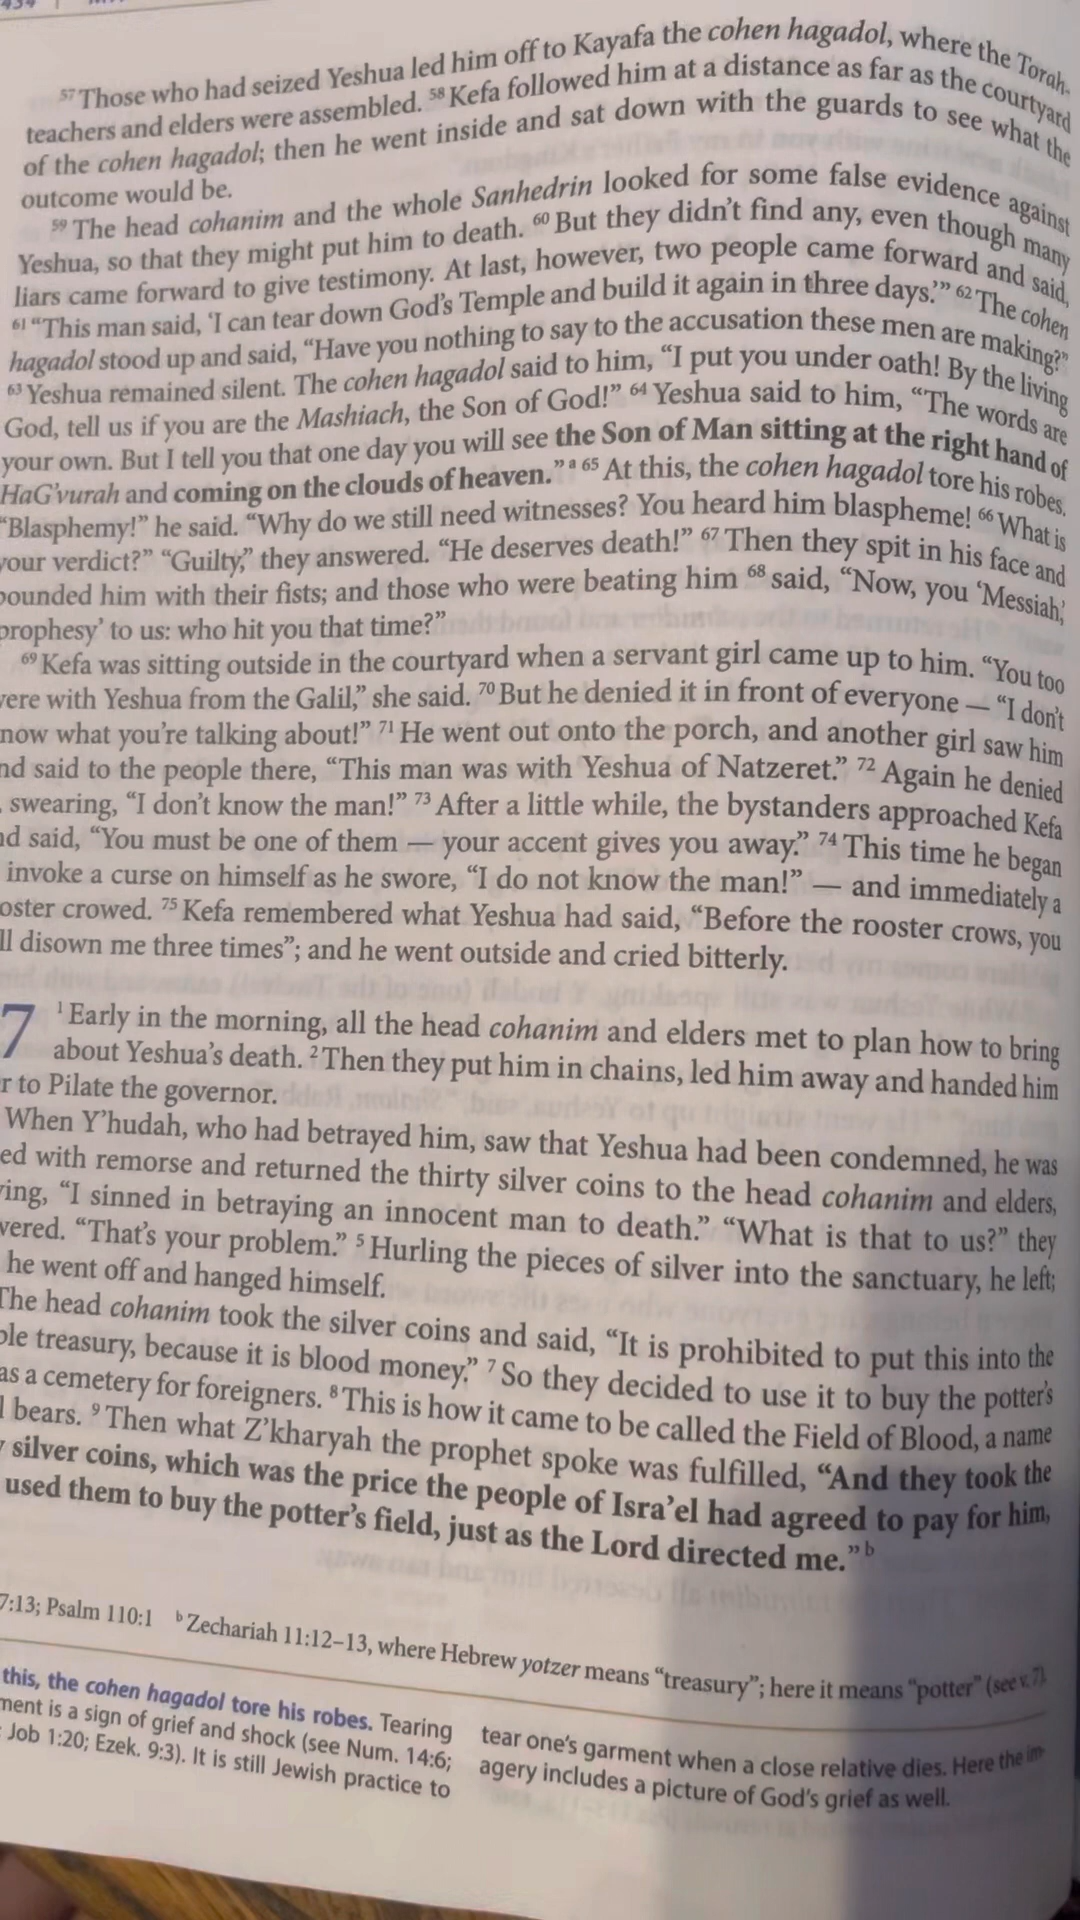 ⁵⁷ Those who had seized Yeshua led him off to Kayafa the cohen hagadol, where the Torah-
teachers and elders were assembled. ⁵⁸ Kefa followed him at a distance as far as the courtyard
of the cohen hagadol; then he went inside and sat down with the guards to see what the
outcome would be.
⁵⁹ The head cohanim and the whole Sanhedrin looked for some false evidence against
Yeshua, so that they might put him to death. ⁶⁰ But they didn't find any, even though many
liars came forward to give testimony. At last, however, two people came forward and said,
⁶¹ “This man said, ‘I can tear down God's Temple and build it again in three days.’” ⁶² The cohen
hagadol stood up and said, “Have you nothing to say to the accusation these men are making?”
⁶³ Yeshua remained silent. The cohen hagadol said to him, “I put you under oath! By the living
God, tell us if you are the Mashiach, the Son of God!” ⁶⁴ Yeshua said to him, “The words are
your own. But I tell you that one day you will see the Son of Man sitting at the right hand of
HaG'vurah and coming on the clouds of heaven.” ᵃ ⁶⁵ At this, the cohen hagadol tore his robes.
“Blasphemy!” he said. “Why do we still need witnesses? You heard him blaspheme! ⁶⁶ What is
your verdict?” “Guilty,” they answered. “He deserves death!” ⁶⁷ Then they spit in his face and
pounded him with their fists; and those who were beating him ⁶⁸ said, “Now, you ‘Messiah,’
prophesy’ to us: who hit you that time?”
⁶⁹ Kefa was sitting outside in the courtyard when a servant girl came up to him. “You too
ere with Yeshua from the Galil,” she said. ⁷⁰ But he denied it in front of everyone — “I don't
now what you're talking about!” ⁷¹ He went out onto the porch, and another girl saw him
nd said to the people there, “This man was with Yeshua of Natzeret.” ⁷² Again he denied
swearing, “I don't know the man!” ⁷³ After a little while, the bystanders approached Kefa
nd said, “You must be one of them — your accent gives you away.” ⁷⁴ This time he began
invoke a curse on himself as he swore, “I do not know the man!” — and immediately a
oster crowed. ⁷⁵ Kefa remembered what Yeshua had said, “Before the rooster crows, you
ll disown me three times”; and he went outside and cried bitterly.
7 ¹ Early in the morning, all the head cohanim and elders met to plan how to bring
about Yeshua's death. ² Then they put him in chains, led him away and handed him
r to Pilate the governor.
When Y'hudah, who had betrayed him, saw that Yeshua had been condemned, he was
ed with remorse and returned the thirty silver coins to the head cohanim and elders,
ing, “I sinned in betraying an innocent man to death.” “What is that to us?” they
vered. “That's your problem.” ⁵ Hurling the pieces of silver into the sanctuary, he left;
he went off and hanged himself.
The head cohanim took the silver coins and said, “It is prohibited to put this into the
ple treasury, because it is blood money.” ⁷ So they decided to use it to buy the potter's
as a cemetery for foreigners. ⁸ This is how it came to be called the Field of Blood, a name
l bears. ⁹ Then what Z'kharyah the prophet spoke was fulfilled, “And they took the
silver coins, which was the price the people of Isra'el had agreed to pay for him,
used them to buy the potter's field, just as the Lord directed me.” ᵇ
7:13; Psalm 110:1 ᵇ Zechariah 11:12–13, where Hebrew yotzer means “treasury”; here it means “potter” (see v. 7).
this, the cohen hagadol tore his robes. Tearing
ment is a sign of grief and shock (see Num. 14:6;
Job 1:20; Ezek. 9:3). It is still Jewish practice to
tear one's garment when a close relative dies. Here the im-
agery includes a picture of God's grief as well.